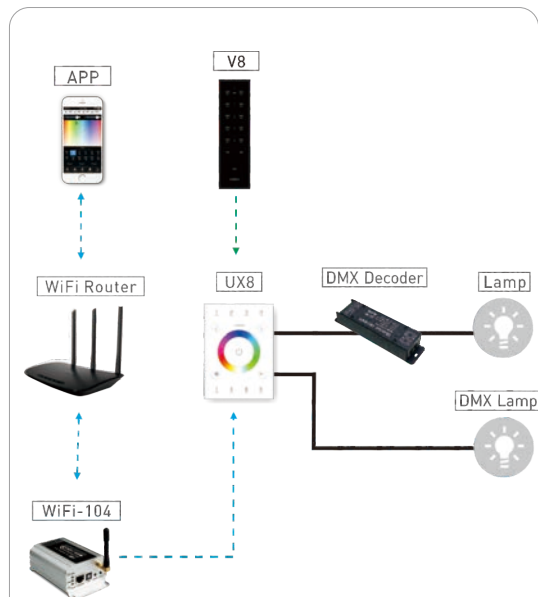 APP
V8
WiFi Router
UX8
DMX Decoder
Lamp
DMX Lamp
WiFi-104